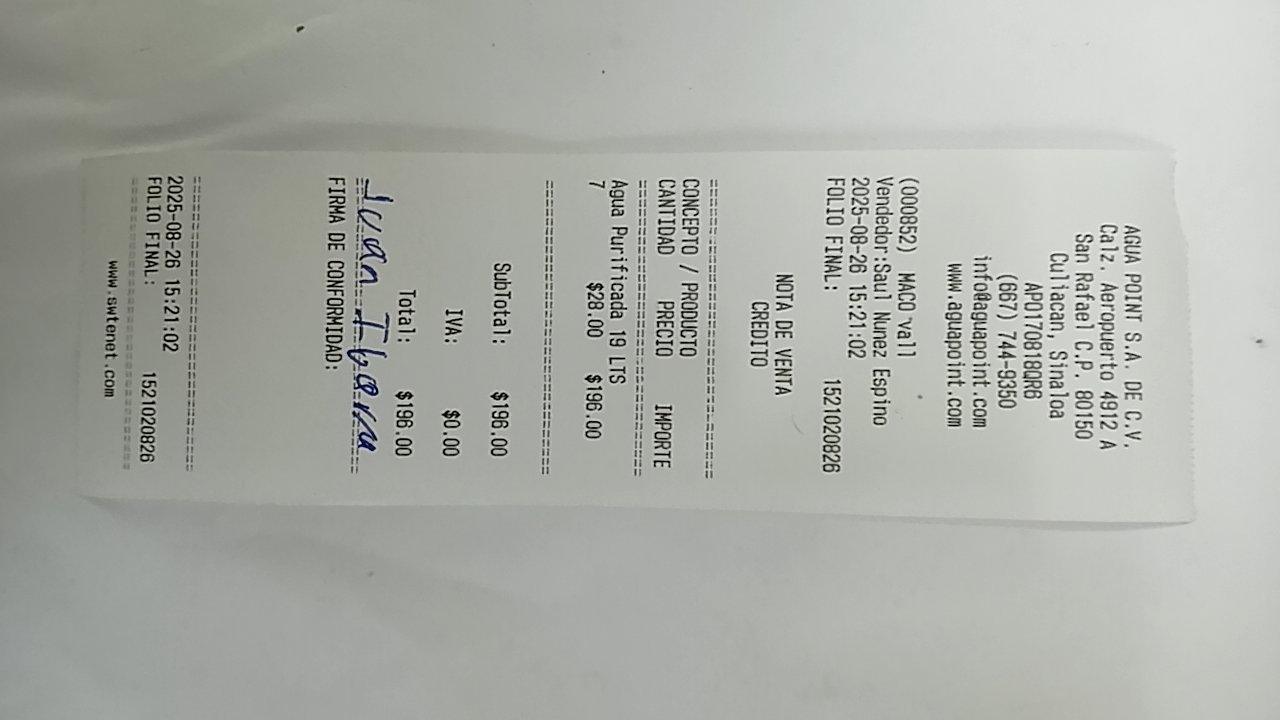 AGUA POINT S.A. DE C.V.
Calz. Aeropuerto 4912 A
San Rafael C.P. 80150
Culiacan, Sinaloa
APO170818QR6
(667) 744-9350
info@aguapoint.com
www.aguapoint.com
(000852) MACO vall
Vendedor:Saul Nunez Espino
2025-08-26 15:21:02
FOLIO FINAL: 1521020826
NOTA DE VENTA
CREDITO
CONCEPTO / PRODUCTO
CANTIDAD PRECIO IMPORTE
Agua Purificada 19 LTS
7 $28.00 $196.00
SubTotal: $196.00
IVA: $0.00
Total: $196.00
Juan Ibarra
FIRMA DE CONFORMIDAD:
2025-08-26 15:21:02
FOLIO FINAL: 1521020826
www.swtenet.com